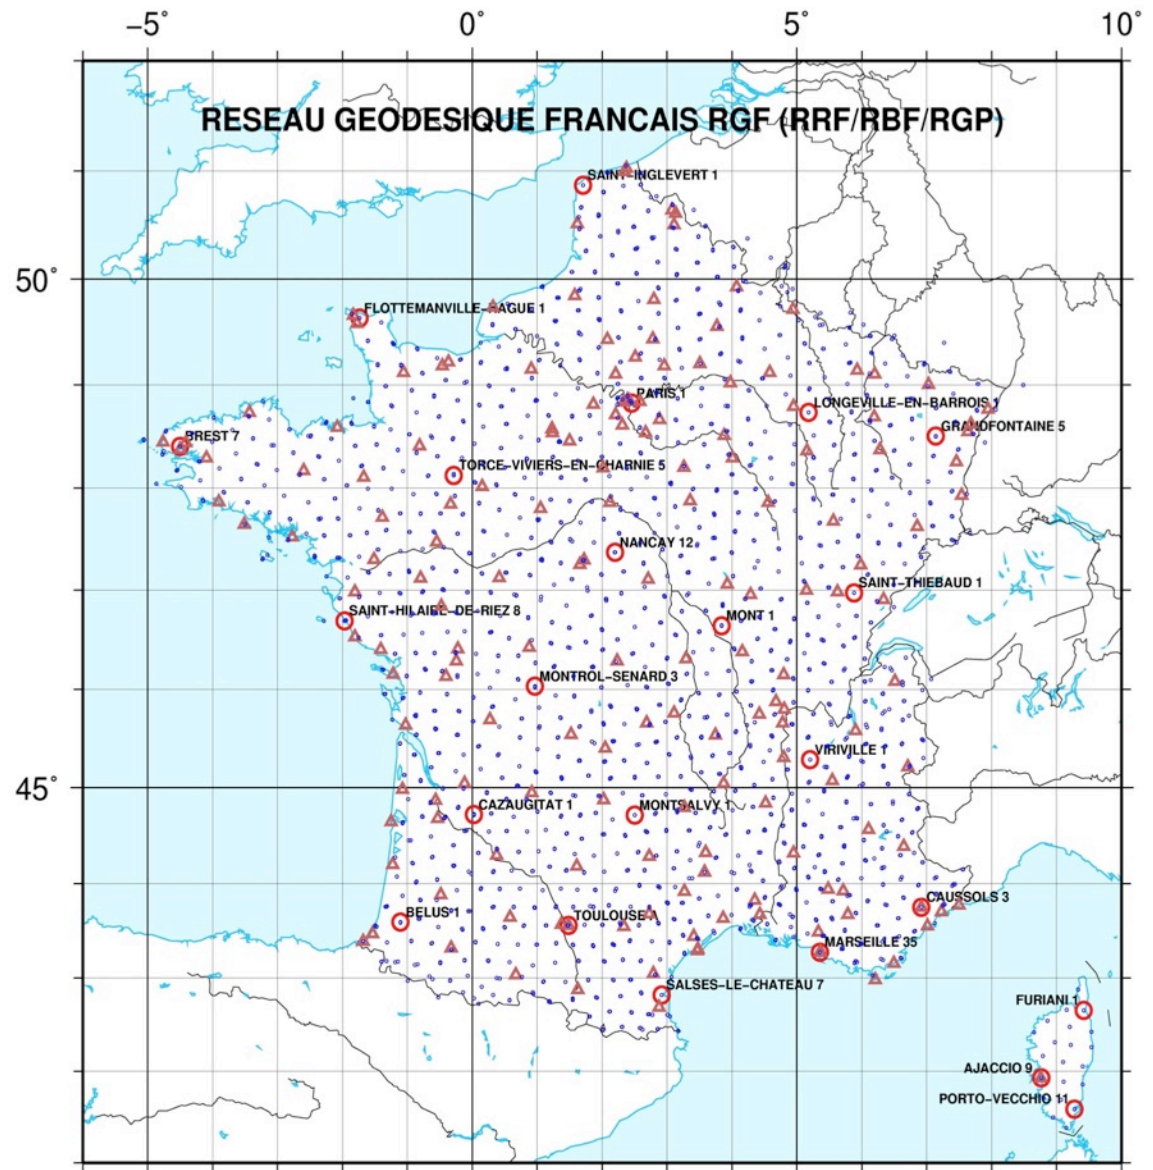 −5° 0° 5° 10°
RESEAU GEODESIQUE FRANCAIS RGF (RRF/RBF/RGP)
SAINT−INGLEVERT 1
50°
FLOTTEMANVILLE−HAGUE 1
PARIS 1
LONGEVILLE−EN−BARROIS 1
GRANDFONTAINE 5
BREST 7
TORCE−VIVIERS−EN−CHARNIE 5
NANCAY 12
SAINT−THIEBAUD 1
SAINT−HILAIRE−DE−RIEZ 8
MONT 1
MONTROL−SENARD 3
VIRIVILLE 1
45°
CAZAUGITAT 1
MONTSALVY 1
CAUSSOLS 3
BELUS 1
TOULOUSE
MARSEILLE 35
SALSES−LE−CHATEAU 7
FURIANI 1
AJACCIO 9
PORTO−VECCHIO 11